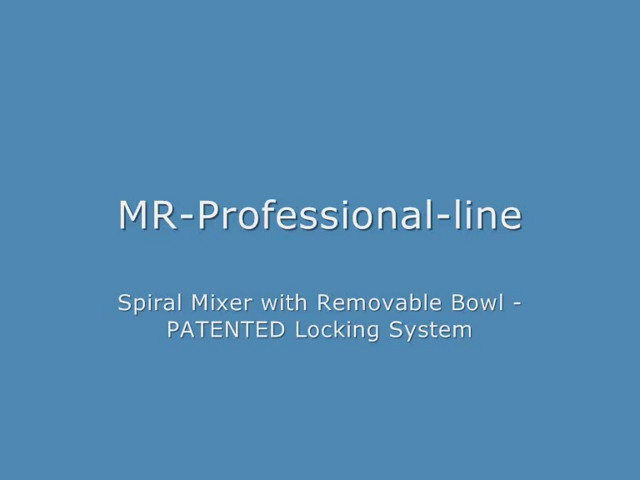 MR-Professional-line
Spiral Mixer with Removable Bowl -
PATENTED Locking System